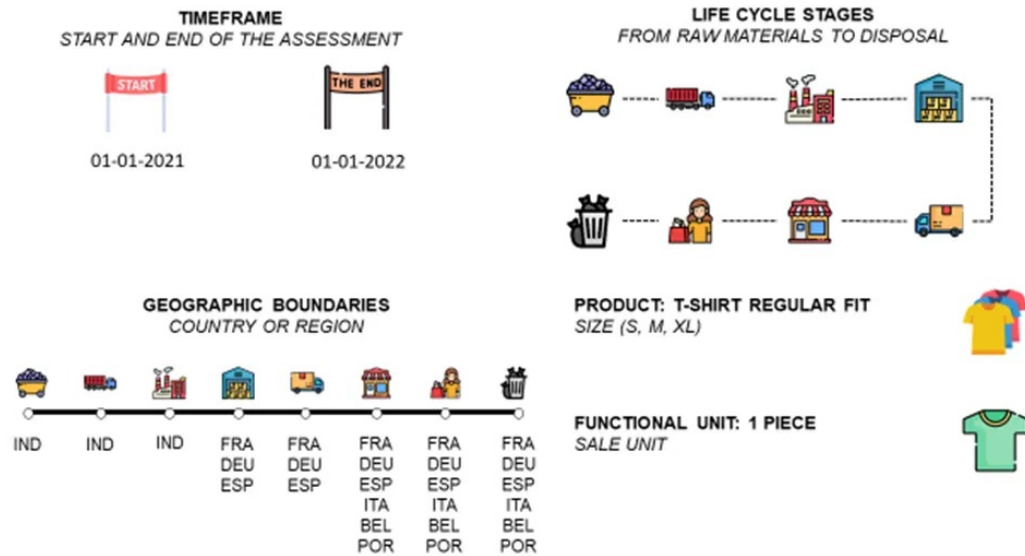 TIMEFRAME
START AND END OF THE ASSESSMENT
START
THE END
01-01-2021
01-01-2022
LIFE CYCLE STAGES
FROM RAW MATERIALS TO DISPOSAL
GEOGRAPHIC BOUNDARIES
COUNTRY OR REGION
IND
IND
IND
FRA
DEU
ESP
FRA
DEU
ESP
FRA
DEU
ESP
ITA
BEL
POR
FRA
DEU
ESP
ITA
BEL
POR
FRA
DEU
ESP
ITA
BEL
POR
PRODUCT: T-SHIRT REGULAR FIT
SIZE (S, M, XL)
FUNCTIONAL UNIT: 1 PIECE
SALE UNIT